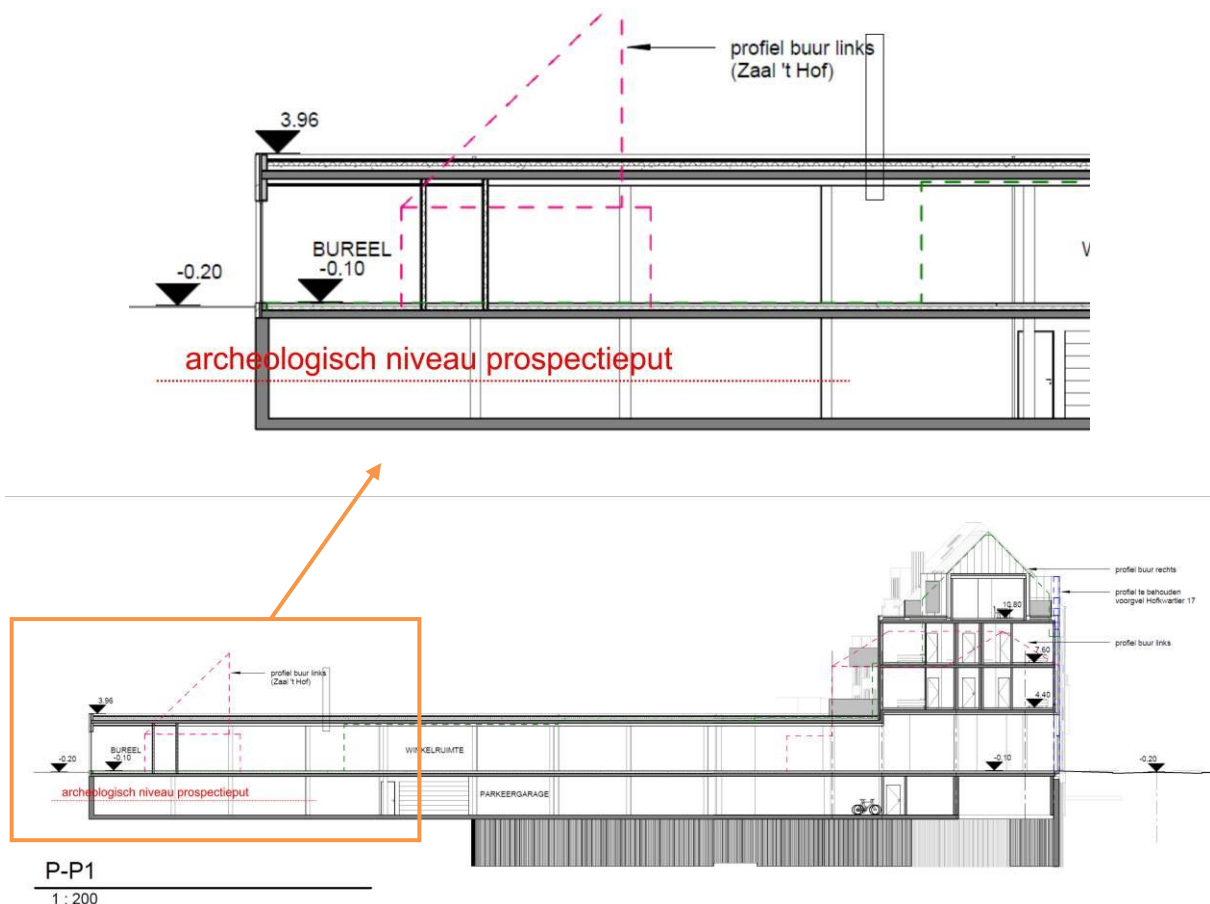 profiel buur links
(Zaal 't Hof)
3.96
BUREEL
-0.10
-0.20
archeologisch niveau prospectieput
profiel buur rechts
profiel te behouden
voorgvel Hofkwartier 17
10.80
profiel buur links
7.60
profiel buur links
(Zaal 't Hof)
3.96
4.40
BUREEL
-0.10
WINKELRUIMTE
-0.20
-0.10
-0.20
archeologisch niveau prospectieput
PARKEERGARAGE
P-P1
1 : 200